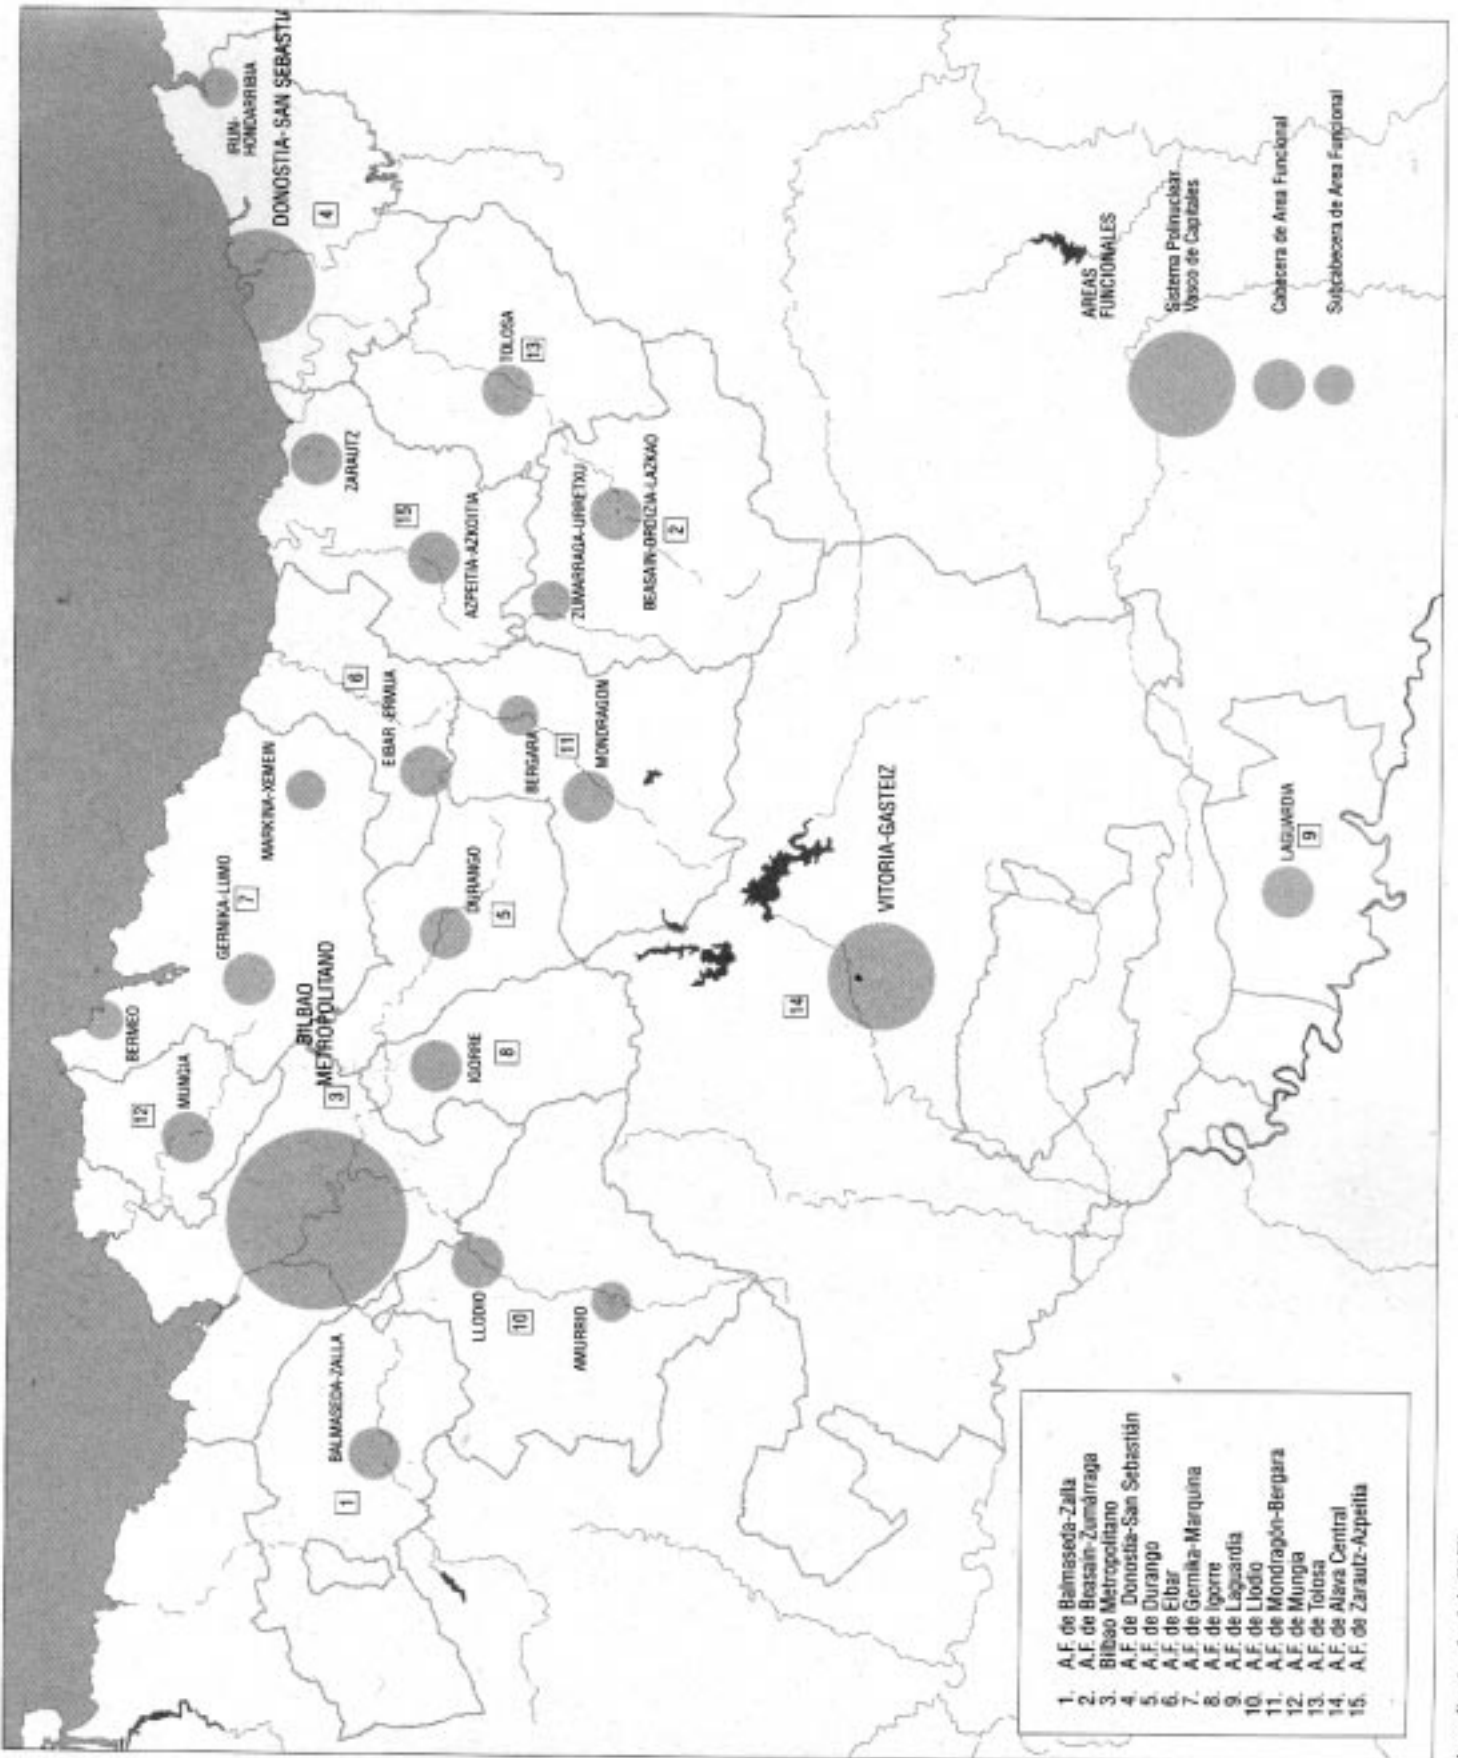 IRUN-
HONDARRIBIA
DONOSTIA-SAN SEBASTIA
4
TOLOSA
13
ZARAUTZ
15
AZPEITIA-AZKOITIA
ZUMARRAGA-URRETXU
BEASAIN-ORDIZIA-LAZKAO
2
6
EIBAR-ERMUA
MARKINA-XEMEIN
BERGARA
11
MONDRAGON
GERNIKA-LUMO
7
DURANGO
5
BERMEO
BILBAO
METROPOLITANO
3
MUNGIA
12
IGORRE
8
VITORIA-GASTEIZ
14
LAGUARDIA
9
LLODIO
10
AMURRIO
BALMASEDA-ZALLA
1
AREAS
FUNCIONALES
Sistema Polinuclear
Vasco de Capitales
Cabecera de Area Funcional
Subcabecera de Area Funcional
1. A.F. de Balmaseda-Zalla
2. A.F. de Beasain-Zumárraga
3. Bilbao Metropolitano
4. A.F. de Donostia-San Sebastián
5. A.F. de Durango
6. A.F. de Eibar
7. A.F. de Gernika-Marquina
8. A.F. de Igorre
9. A.F. de Laguardia
10. A.F. de Llodio
11. A.F. de Mondragón-Bergara
12. A.F. de Mungia
13. A.F. de Tolosa
14. A.F. de Alava Central
15. A.F. de Zarautz-Azpeitia